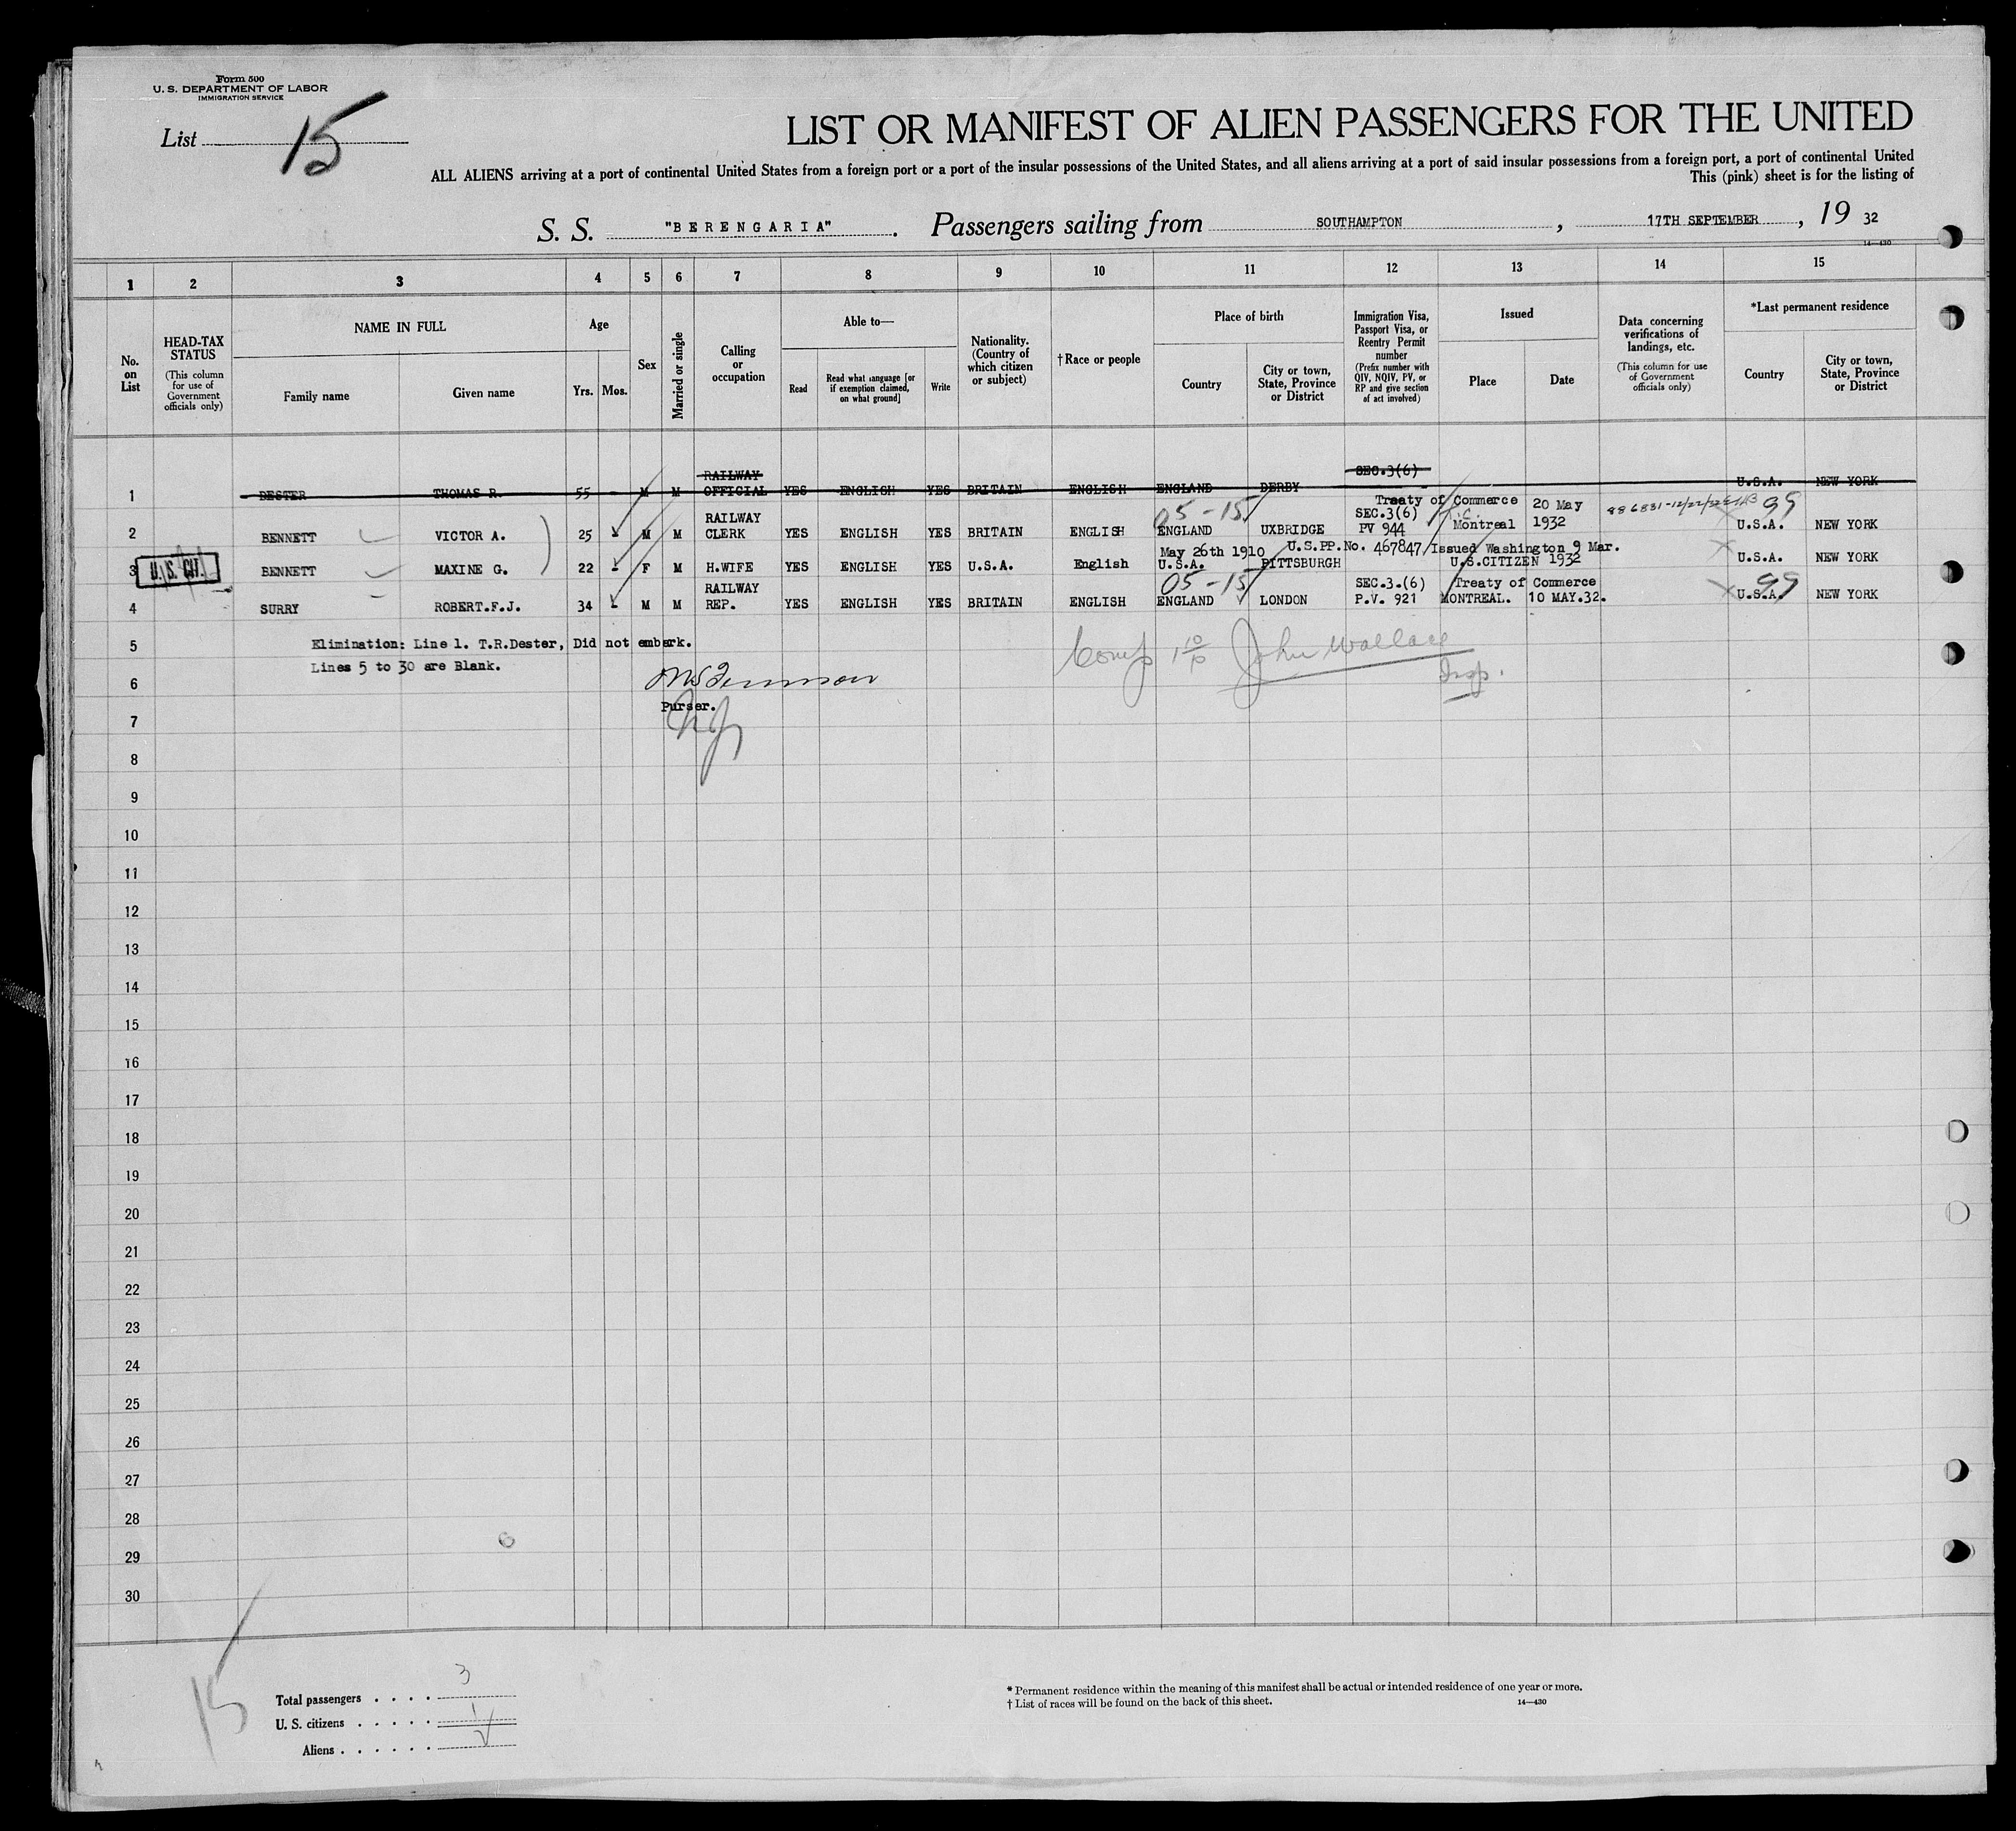 Form 500
U. S. DEPARTMENT OF LABOR
IMMIGRATION SERVICE
List 15
LIST OR MANIFEST OF ALIEN PASSENGERS FOR THE UNITED
ALL ALIENS arriving at a port of continental United States from a foreign port or a port of the insular possessions of the United States, and all aliens arriving at a port of said insular possessions from a foreign port, a port of continental United
This (pink) sheet is for the listing of
S. S. "BERENGARIA". Passengers sailing from SOUTHAMPTON, 17TH SEPTEMBER, 19 32
14—430
1 2 3 4 5 6 7 8 9 10 11 12 13 14 15
No. on List
HEAD-TAX STATUS
(This column for use of Government officials only)
NAME IN FULL
Family name
Given name
Age
Yrs. Mos.
Sex
Married or single
Calling or occupation
Able to—
Read
Read what language [or if exemption claimed, on what ground]
Write
Nationality. (Country of which citizen or subject)
†Race or people
Place of birth
Country
City or town, State, Province or District
Immigration Visa, Passport Visa, or Reentry Permit number
(Prefix number with QIV, NQIV, PV, or RP and give section of act involved)
Issued
Place
Date
Data concerning verifications of landings, etc.
(This column for use of Government officials only)
*Last permanent residence
Country
City or town, State, Province or District
RAILWAY SEC.3(6)
1 DESTER THOMAS R. 55 - M M OFFICIAL YES ENGLISH YES BRITAIN ENGLISH ENGLAND DERBY U.S.A. NEW YORK
05-15 Treaty of Commerce 20 May 99
RAILWAY SEC.3(6) T.C.
2 BENNETT VICTOR A. 25 - M M CLERK YES ENGLISH YES BRITAIN ENGLISH ENGLAND UXBRIDGE PV 944 Montreal 1932 U.S.A. NEW YORK
May 26th 1910 U.S.PP.No. 467847 Issued Washington 9 Mar.
3 U.S. CIT. BENNETT MAXINE G. 22 - F M H.WIFE YES ENGLISH YES U.S.A. English U.S.A. PITTSBURGH U.S.CITIZEN 1932 U.S.A. NEW YORK
RAILWAY 05-15 SEC.3.(6) Treaty of Commerce 99
4 SURRY ROBERT.F.J. 34 - M M REP. YES ENGLISH YES BRITAIN ENGLISH ENGLAND LONDON P.V. 921 MONTREAL. 10 MAY.32. U.S.A. NEW YORK
5 Elimination: Line 1. T.R.Dester, Did not embark.
Lines 5 to 30 are Blank.
John Wallace
Insp.
6
Purser.
7
8
9
10
11
12
13
14
15
16
17
18
19
20
21
22
23
24
25
26
27
28
29
30
15
Total passengers . . . . 3
U. S. citizens . . . . . 1
Aliens . . . . . . 2
* Permanent residence within the meaning of this manifest shall be actual or intended residence of one year or more.
† List of races will be found on the back of this sheet.
14—430